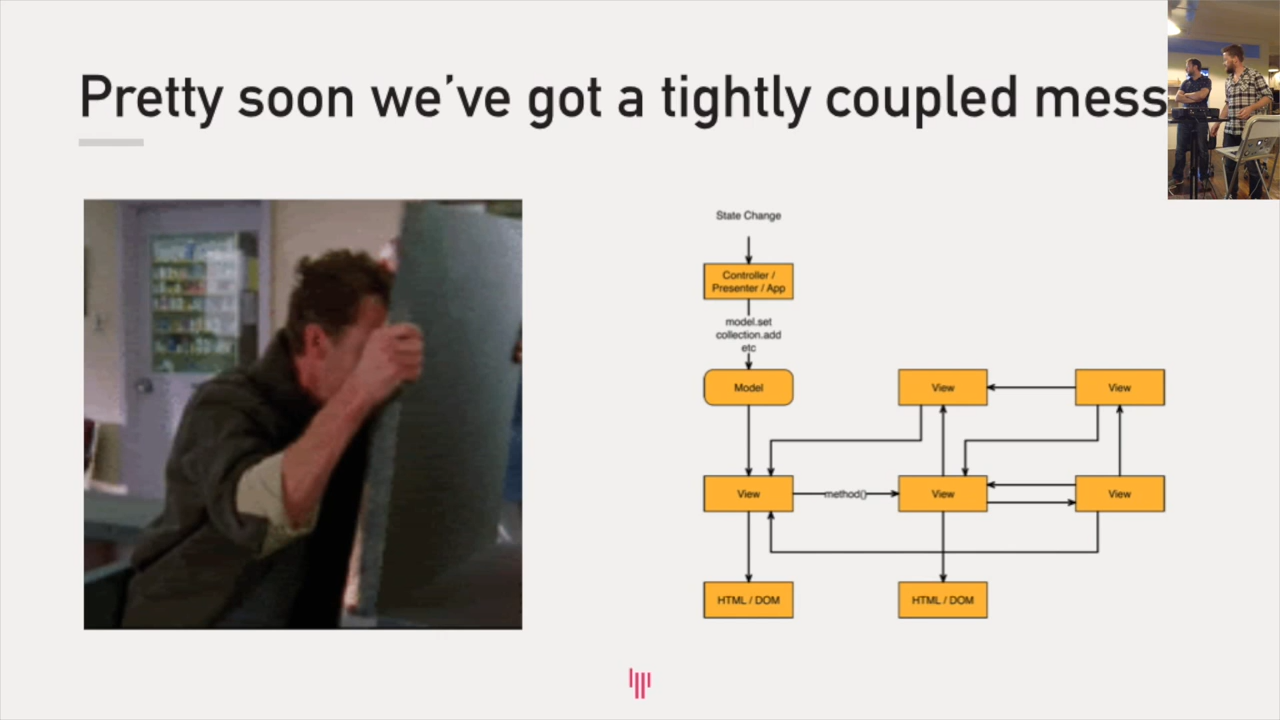 Pretty soon we've got a tightly coupled mess
State Change
Controller /
Presenter / App
model.set
collection.add
etc
Model
View
View
View
method()
View
View
HTML / DOM
HTML / DOM